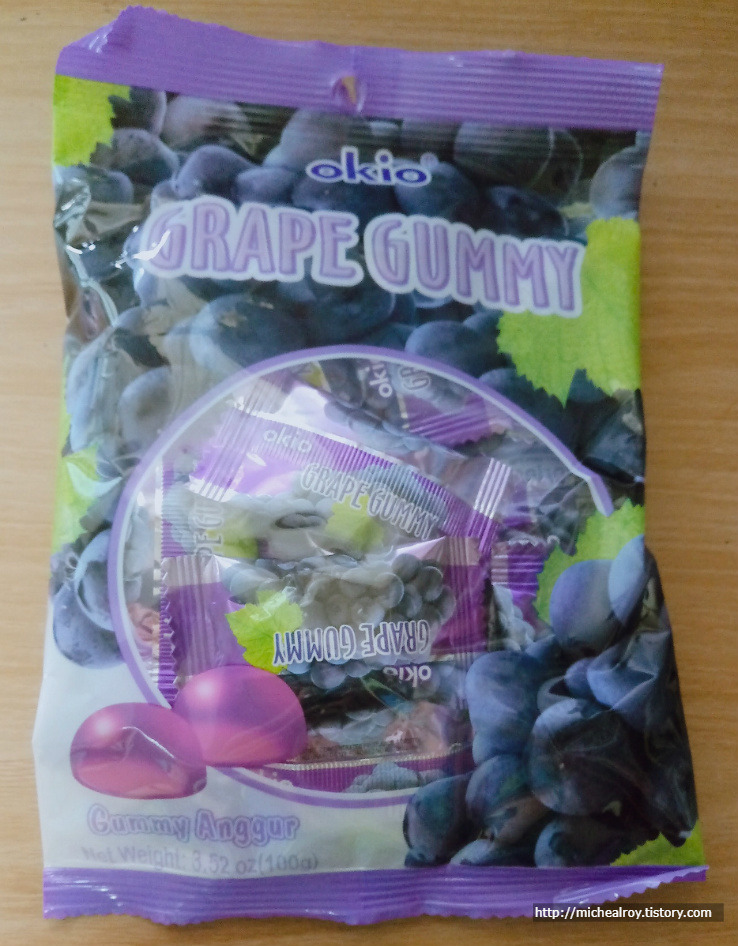 okio®
GRAPE GUMMY
okio
okio
GRAPE GUMMY
GRAPE GUMMY
okio
Gummy Anggur
Net Weight: 3.52 oz(100g)
http://michealroy.tistory.com